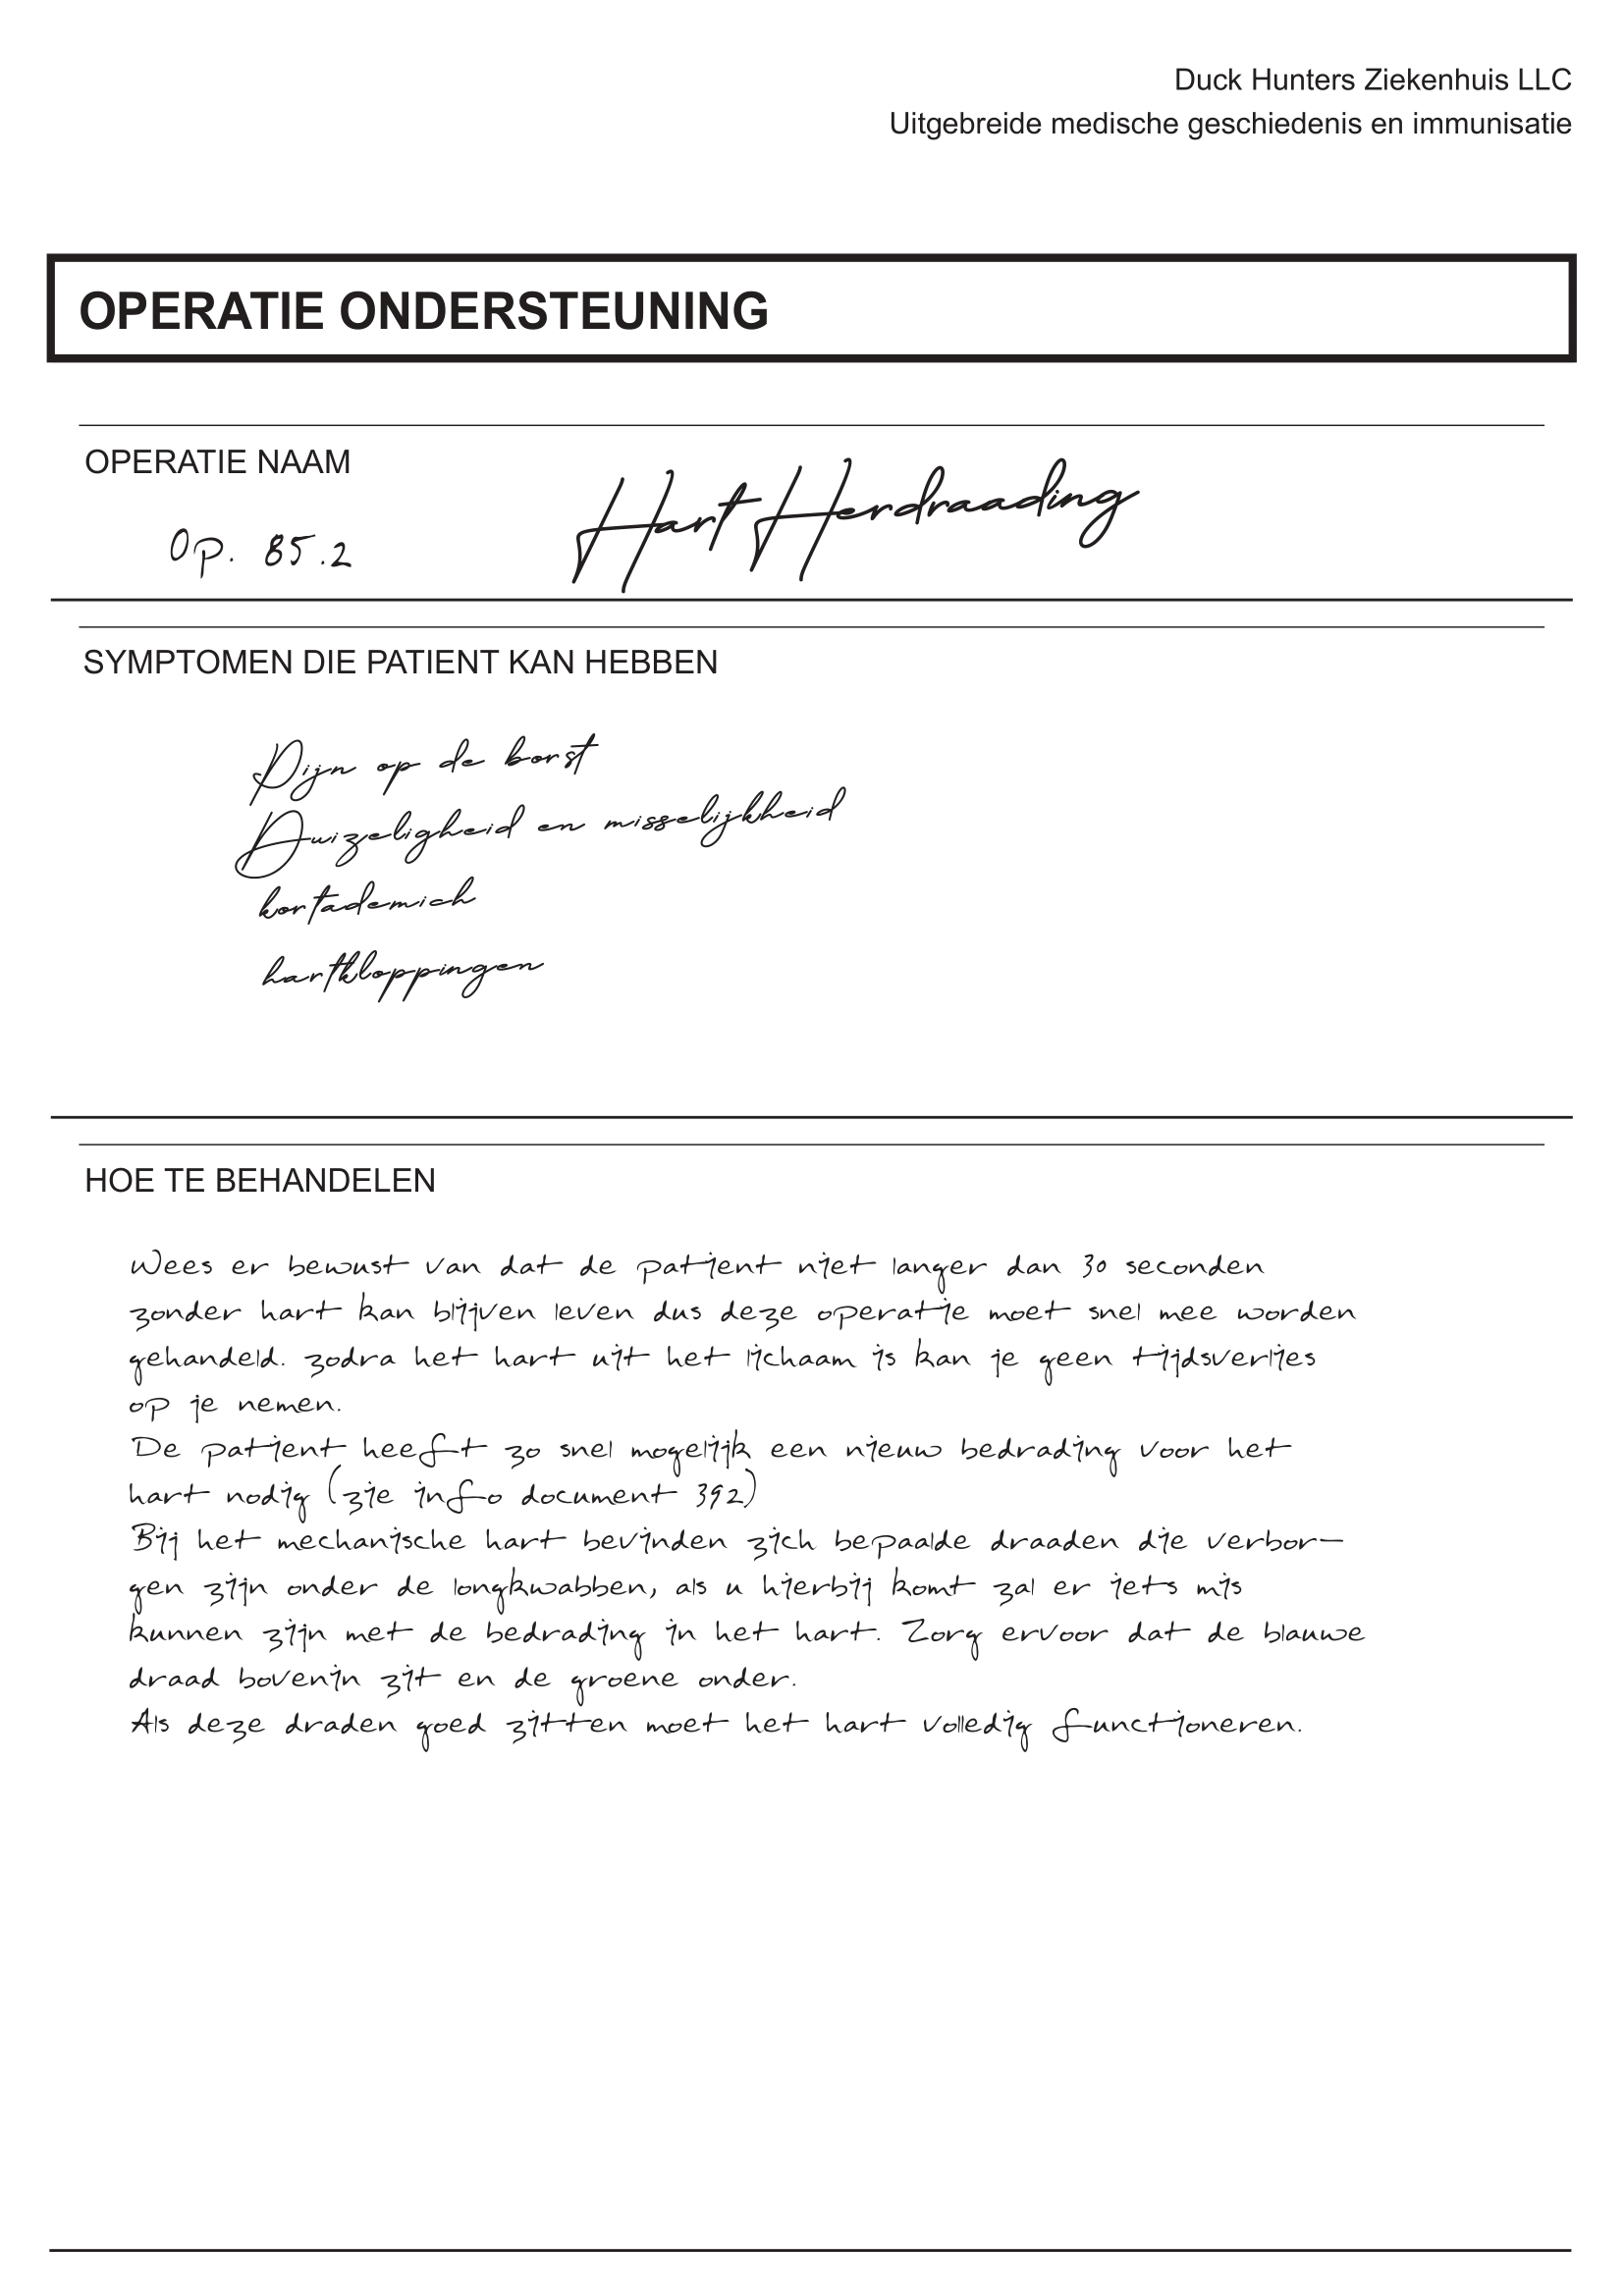 Duck Hunters Ziekenhuis LLC
Uitgebreide medische geschiedenis en immunisatie
OPERATIE ONDERSTEUNING
OPERATIE NAAM
Op. 85.2
Hart Herdraading
SYMPTOMEN DIE PATIENT KAN HEBBEN
Pijn op de borst
Duizeligheid en misselijkheid
kortademich
hartkloppingen
HOE TE BEHANDELEN
Wees er bewust van dat de patient niet langer dan 30 seconden
zonder hart kan blijven leven dus deze operatie moet snel mee worden
gehandeld. zodra het hart uit het lichaam is kan je geen tijdsverlies
op je nemen.
De patient heeft zo snel mogelijk een nieuw bedrading voor het
hart nodig (zie info document 392)
Bij het mechanische hart bevinden zich bepaalde draaden die verbor-
gen zijn onder de longkwabben, als u hierbij komt zal er iets mis
kunnen zijn met de bedrading in het hart. Zorg ervoor dat de blauwe
draad bovenin zit en de groene onder.
Als deze draden goed zitten moet het hart volledig functioneren.